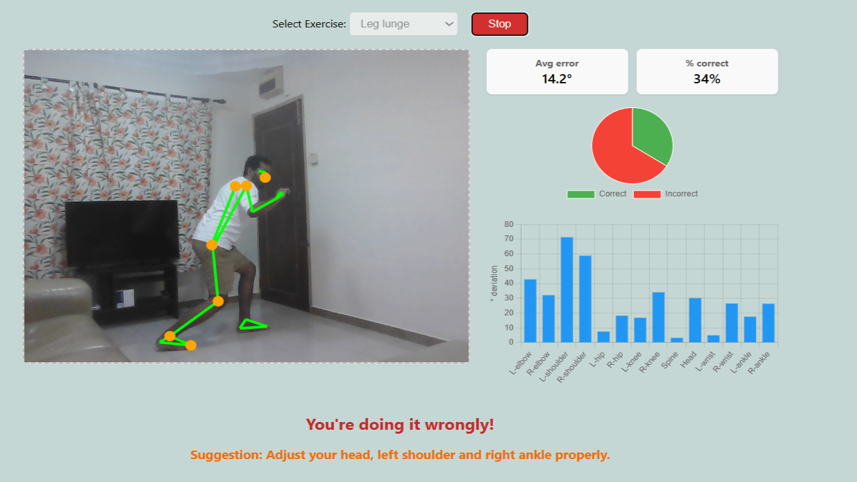 Select Exercise: Leg lunge Stop
Avg error
14.2°
% correct
34%
Correct Incorrect
80
70
60
50
40
30
20
10
0
° deviation
L-elbow
R-elbow
L-shoulder
R-shoulder
L-hip
R-hip
L-knee
R-knee
Spine
Head
L-wrist
R-wrist
L-ankle
R-ankle
You're doing it wrongly!
Suggestion: Adjust your head, left shoulder and right ankle properly.